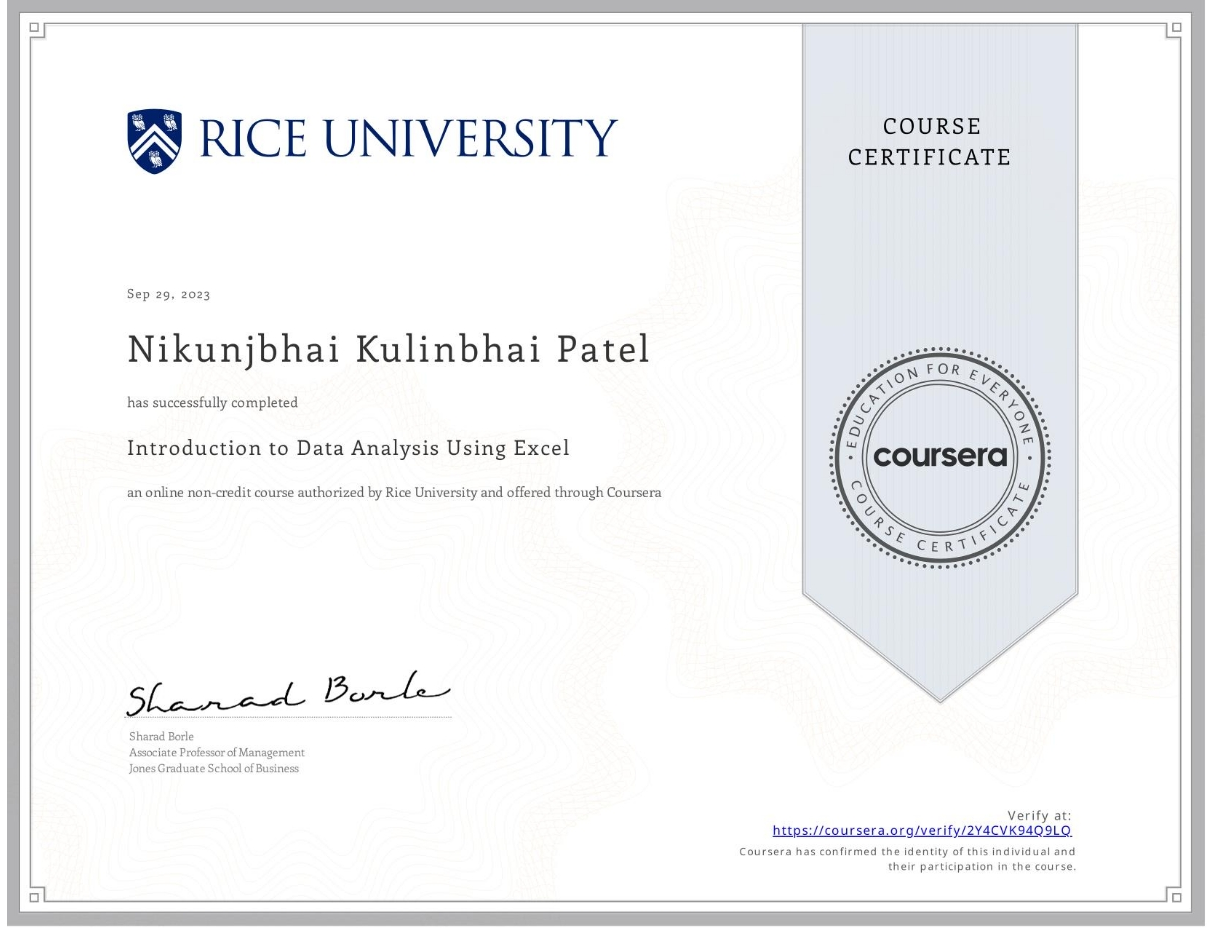 RICE UNIVERSITY
COURSE
CERTIFICATE
Sep 29, 2023
Nikunjbhai Kulinbhai Patel
has successfully completed
Introduction to Data Analysis Using Excel
an online non-credit course authorized by Rice University and offered through Coursera
EDUCATION FOR EVERYONE
coursera
COURSE CERTIFICATE
Sharad Borle
Sharad Borle
Associate Professor of Management
Jones Graduate School of Business
Verify at:
https://coursera.org/verify/2Y4CVK94Q9LQ
Coursera has confirmed the identity of this individual and
their participation in the course.